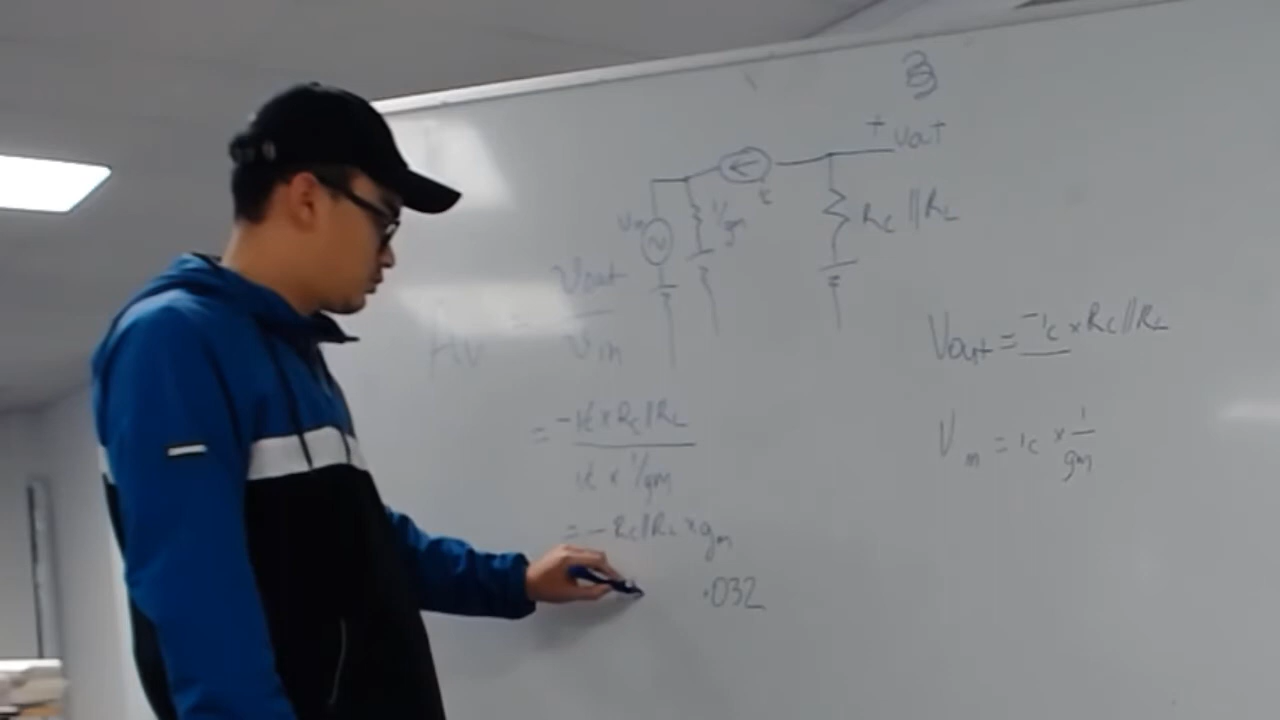 3
+ Vout
ic
Vin
1/gm
Rc // RL
Av = Vout / Vin
Vout = -ic × Rc // RL
= -ic × Rc // RL / ic × 1/gm
Vin = ic × 1/gm
= - Rc // RL × gm
.032